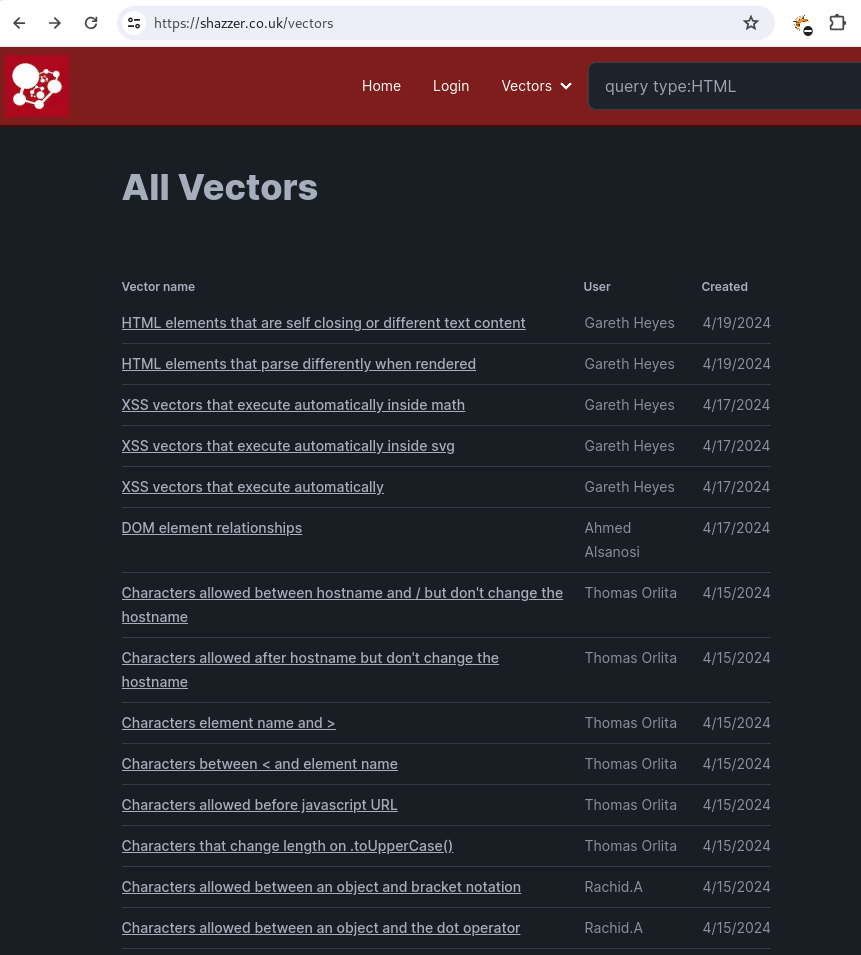 https://shazzer.co.uk/vectors
Home Login Vectors query type:HTML
All Vectors
Vector name User Created
HTML elements that are self closing or different text content Gareth Heyes 4/19/2024
HTML elements that parse differently when rendered Gareth Heyes 4/19/2024
XSS vectors that execute automatically inside math Gareth Heyes 4/17/2024
XSS vectors that execute automatically inside svg Gareth Heyes 4/17/2024
XSS vectors that execute automatically Gareth Heyes 4/17/2024
DOM element relationships Ahmed 4/17/2024
Alsanosi
Characters allowed between hostname and / but don't change the Thomas Orlita 4/15/2024
hostname
Characters allowed after hostname but don't change the Thomas Orlita 4/15/2024
hostname
Characters element name and > Thomas Orlita 4/15/2024
Characters between < and element name Thomas Orlita 4/15/2024
Characters allowed before javascript URL Thomas Orlita 4/15/2024
Characters that change length on .toUpperCase() Thomas Orlita 4/15/2024
Characters allowed between an object and bracket notation Rachid.A 4/15/2024
Characters allowed between an object and the dot operator Rachid.A 4/15/2024